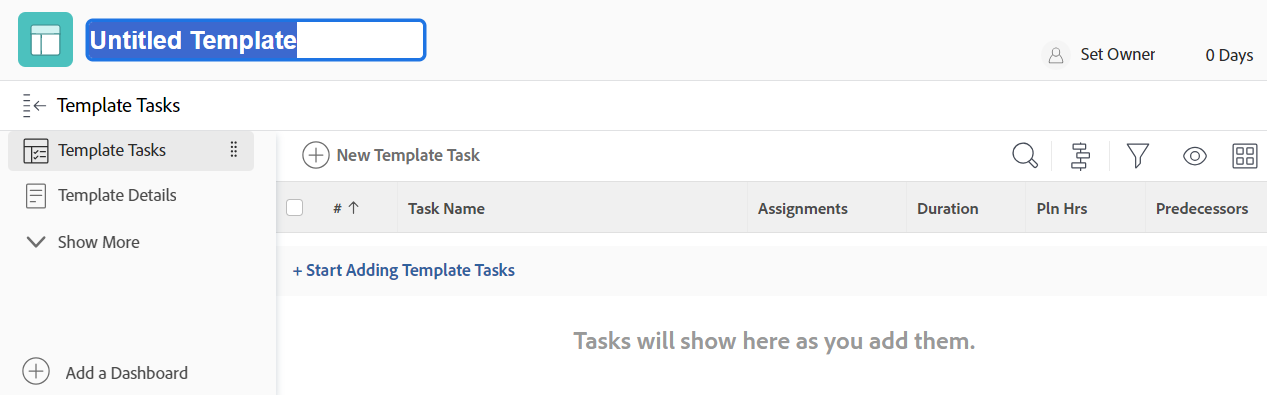 Untitled Template
Set Owner
0 Days
Template Tasks
Template Tasks
Template Details
Show More
Add a Dashboard
New Template Task
# Task Name Assignments Duration Pln Hrs Predecessors
+ Start Adding Template Tasks
Tasks will show here as you add them.